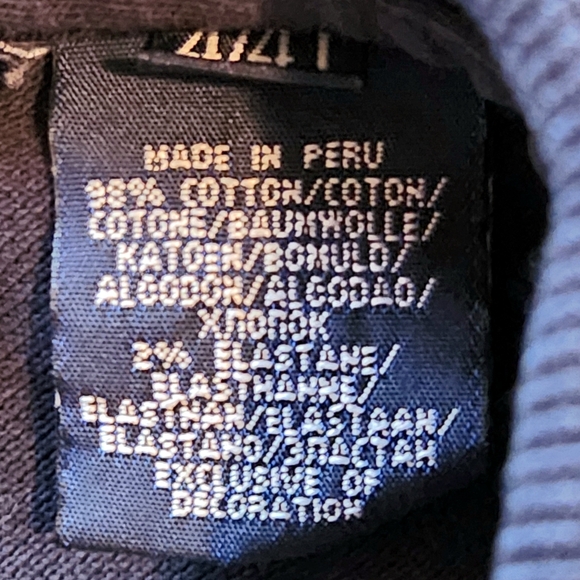 MADE IN PERU
98% COTTON/COTON/
COTONE/BAUMWOLLE/
KATOEN/BOMULD/
ALGODON/ALGODAO/
ХЛОПОК
2% ELASTANE/
ELASTHANNE/
ELASTHAN/ELASTAAN/
ELASTANO/ЭЛАСТАН
EXCLUSIVE OF
DECORATION